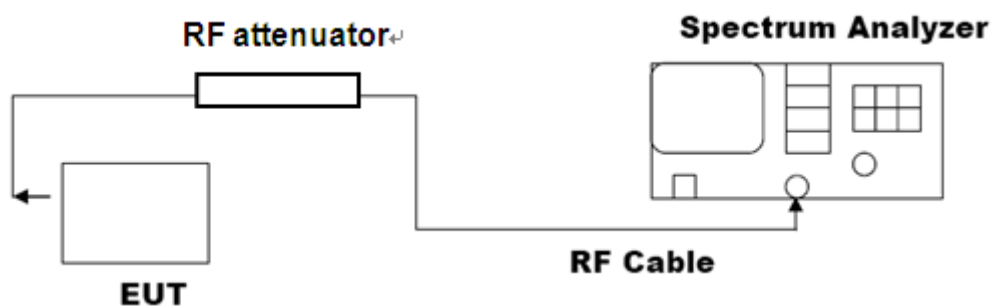 RF attenuator↵
Spectrum Analyzer
RF Cable
EUT